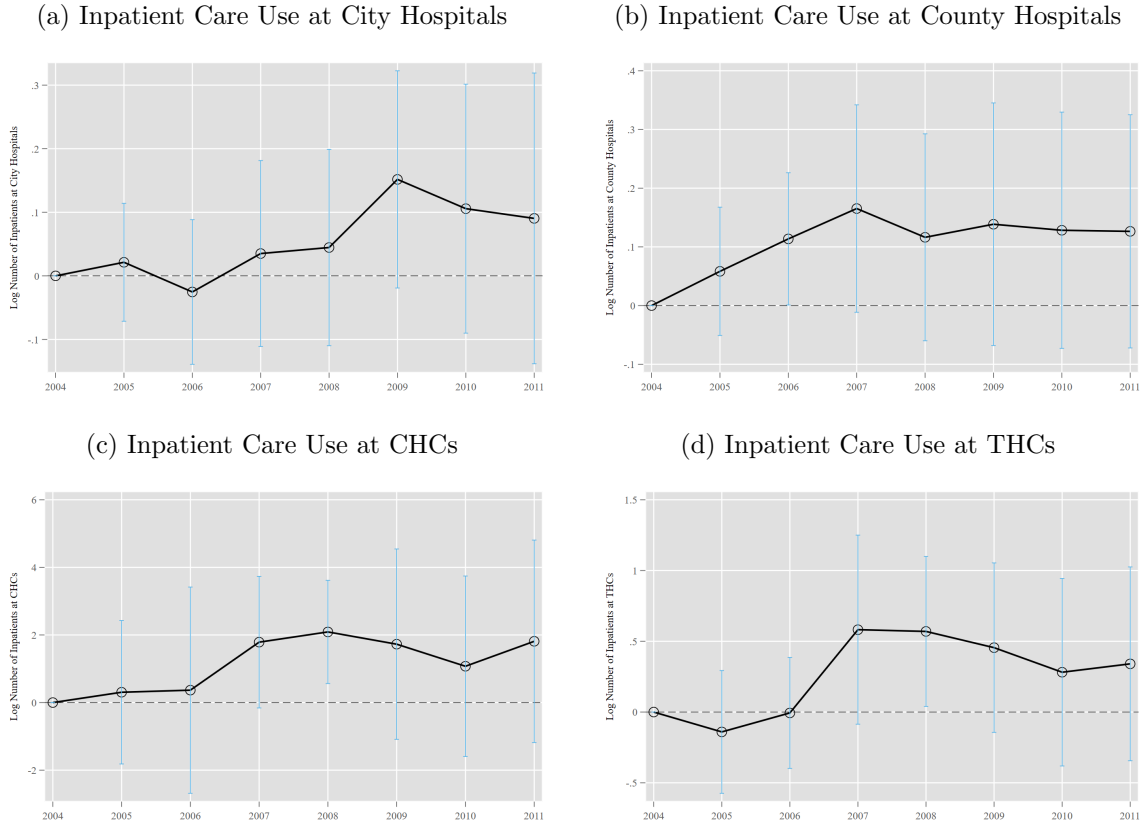 (a) Inpatient Care Use at City Hospitals
Log Number of Inpatients at City Hospitals
.3
.2
.1
0
-.1
2004 2005 2006 2007 2008 2009 2010 2011
(b) Inpatient Care Use at County Hospitals
Log Number of Inpatients at County Hospitals
.4
.3
.2
.1
0
-.1
2004 2005 2006 2007 2008 2009 2010 2011
(c) Inpatient Care Use at CHCs
Log Number of Inpatients at CHCs
6
4
2
0
-2
2004 2005 2006 2007 2008 2009 2010 2011
(d) Inpatient Care Use at THCs
Log Number of Inpatients at THCs
1.5
1
.5
0
-.5
2004 2005 2006 2007 2008 2009 2010 2011